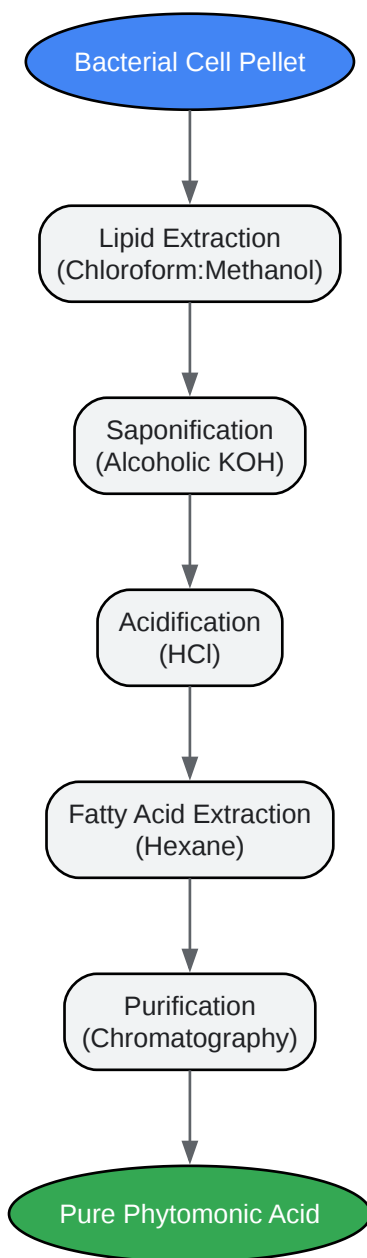 Bacterial Cell Pellet
Lipid Extraction
(Chloroform:Methanol)
Saponification
(Alcoholic KOH)
Acidification
(HCl)
Fatty Acid Extraction
(Hexane)
Purification
(Chromatography)
Pure Phytomonic Acid